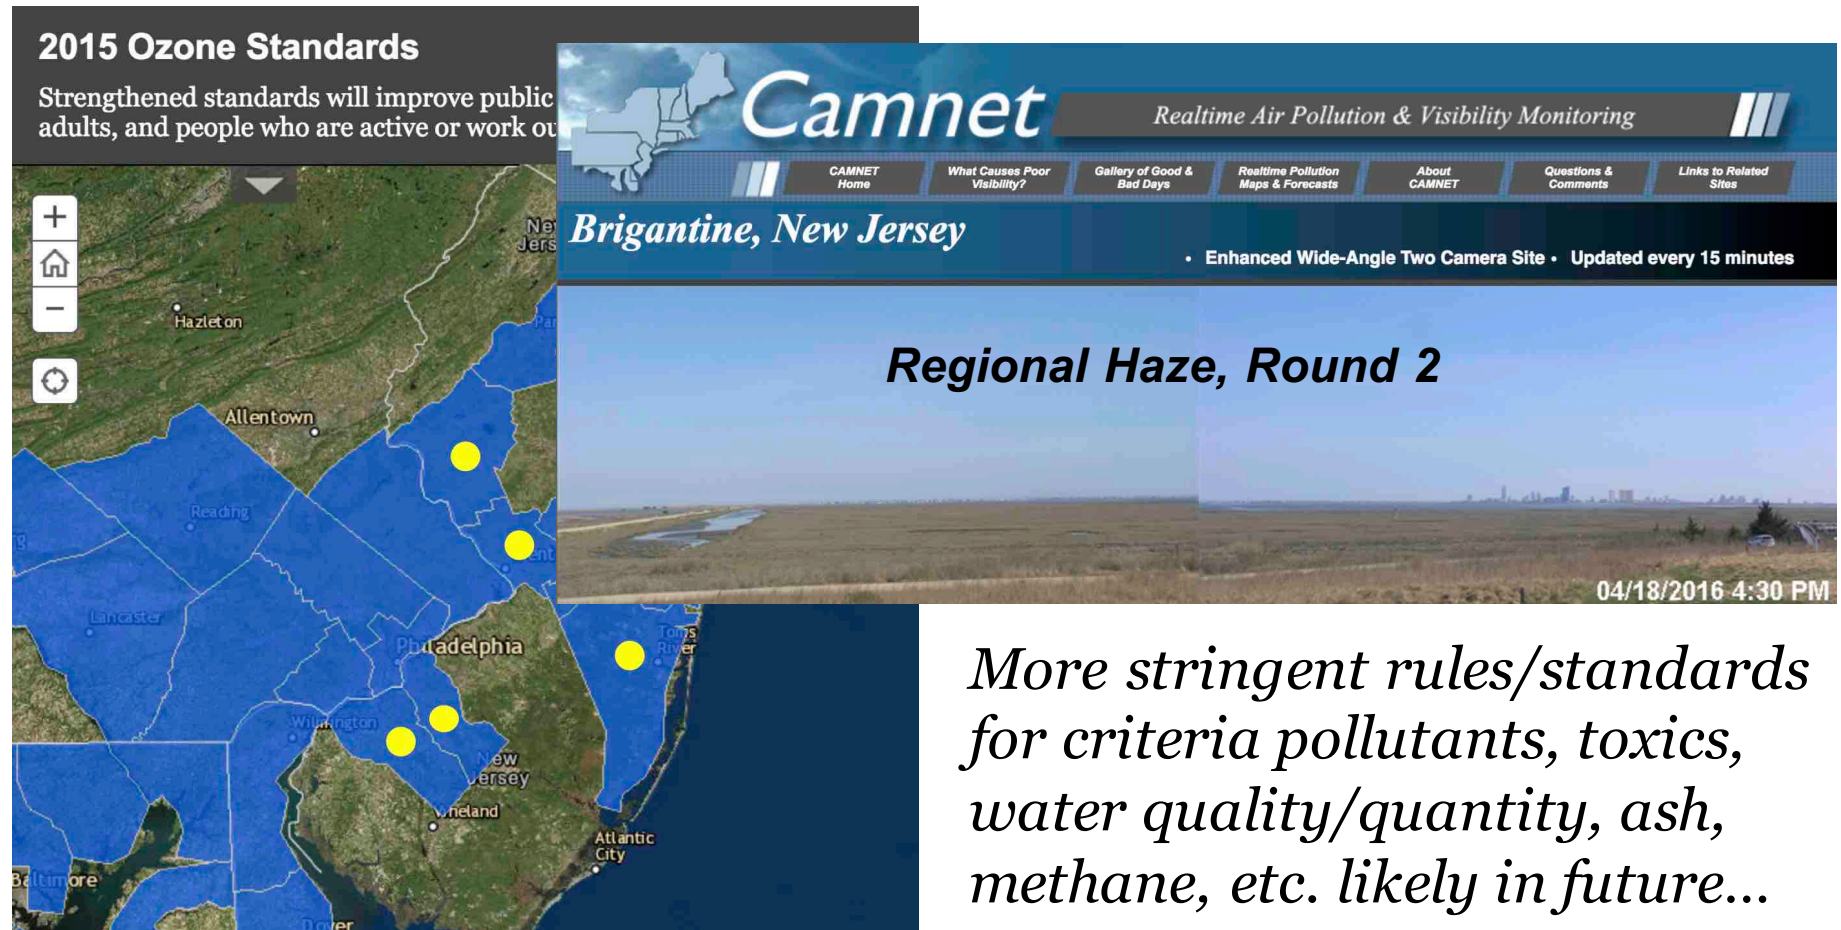 2015 Ozone Standards
Strengthened standards will improve public
adults, and people who are active or work ou
Camnet
Realtime Air Pollution & Visibility Monitoring
CAMNET
Home
What Causes Poor
Visibility?
Gallery of Good &
Bad Days
Realtime Pollution
Maps & Forecasts
About
CAMNET
Questions &
Comments
Links to Related
Sites
Brigantine, New Jersey
• Enhanced Wide-Angle Two Camera Site • Updated every 15 minutes
Regional Haze, Round 2
04/18/2016 4:30 PM
+
−
Ne
Jers
Hazleton
Par
Allentown
Reading
ent
Lancaster
Philadelphia
Toms
River
Wilmington
New
Jersey
neland
Atlantic
City
Baltimore
Dover
More stringent rules/standards
for criteria pollutants, toxics,
water quality/quantity, ash,
methane, etc. likely in future...